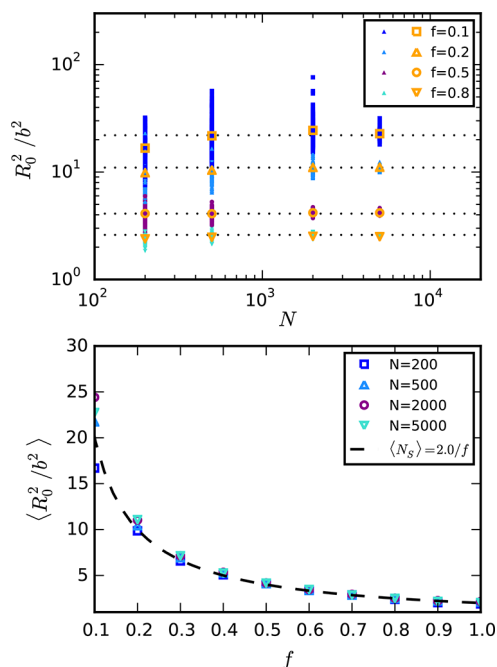 R₀²/b²
10²
10¹
10⁰
f=0.1
f=0.2
f=0.5
f=0.8
10² 10³ 10⁴
N
⟨R₀²/b²⟩
30
25
20
15
10
5
N=200
N=500
N=2000
N=5000
⟨N_S⟩=2.0/f
0.1 0.2 0.3 0.4 0.5 0.6 0.7 0.8 0.9 1.0
f